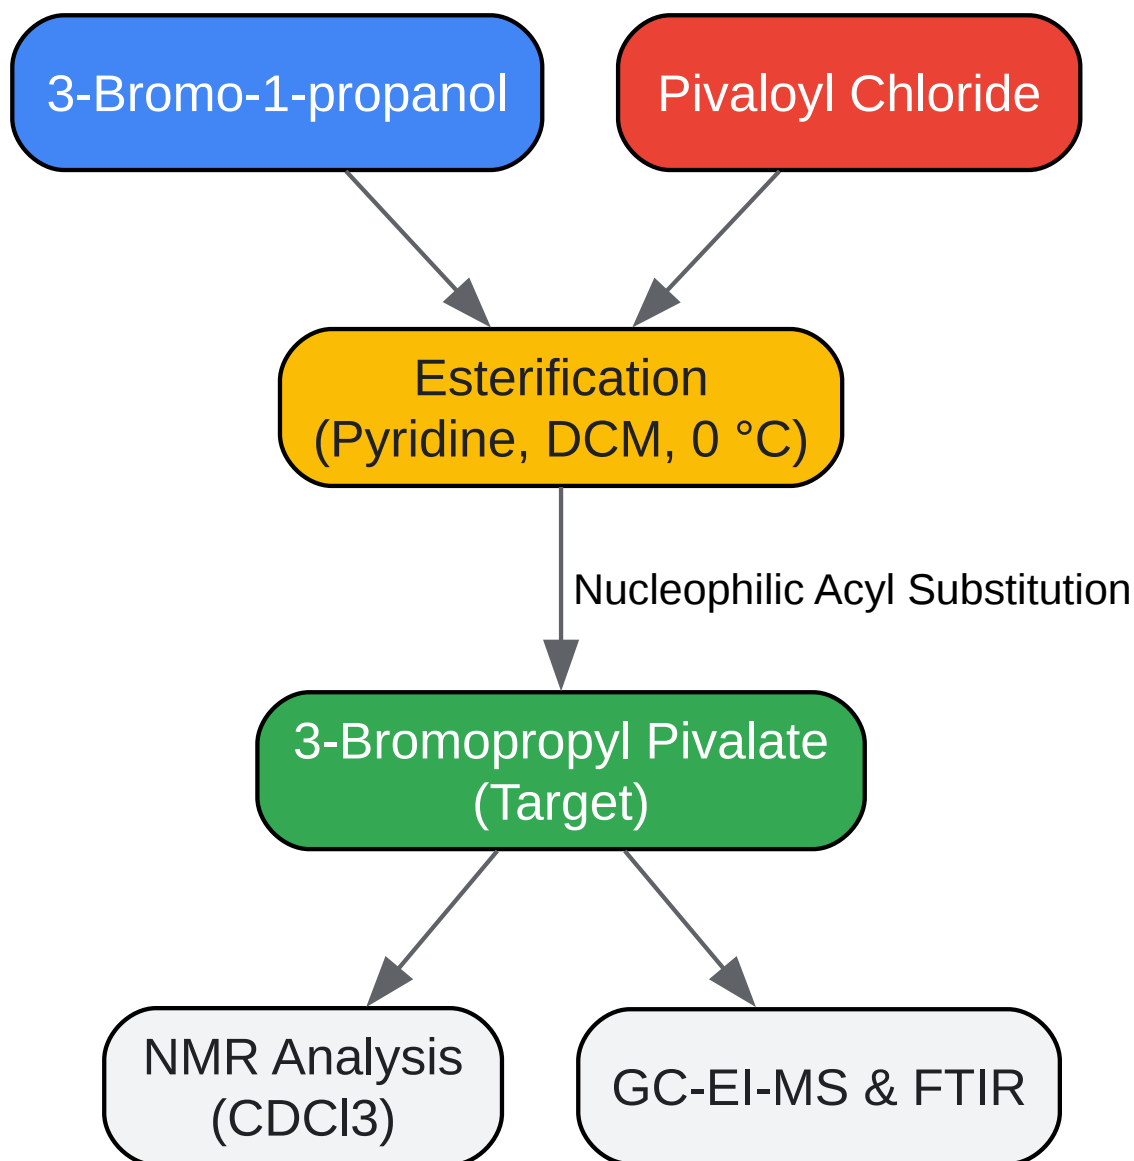 3-Bromo-1-propanol
Pivaloyl Chloride
Esterification
(Pyridine, DCM, 0 °C)
Nucleophilic Acyl Substitution
3-Bromopropyl Pivalate
(Target)
NMR Analysis
(CDCl3)
GC-EI-MS & FTIR